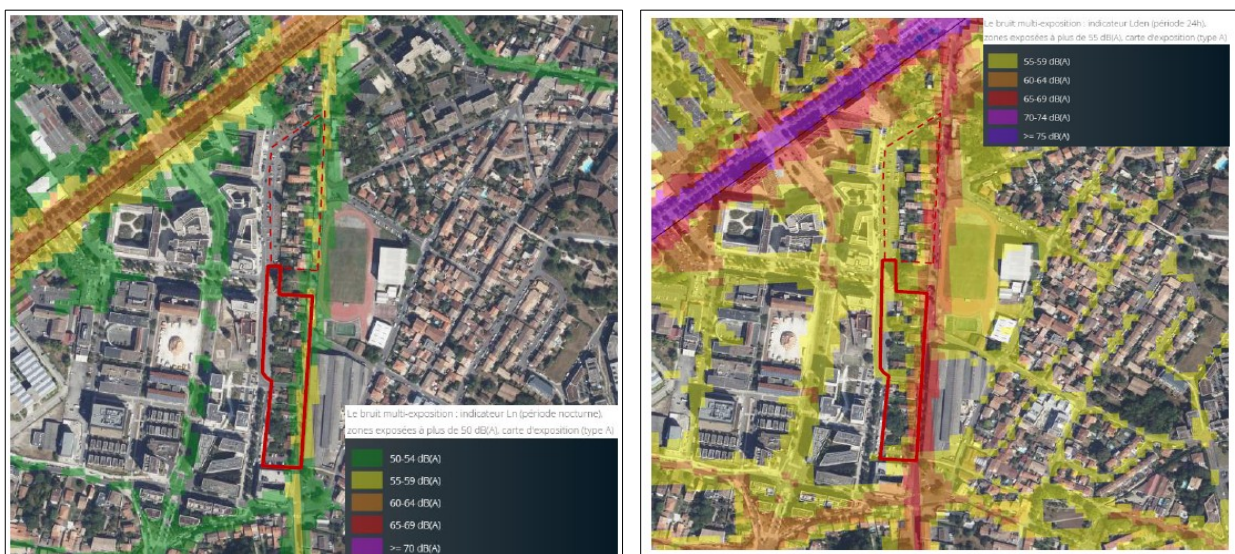 Le bruit multi-exposition : indicateur Ln (période nocturne),
zones exposées à plus de 50 dB(A), carte d'exposition (type A)
50-54 dB(A)
55-59 dB(A)
60-64 dB(A)
65-69 dB(A)
>= 70 dB(A)
Le bruit multi-exposition : indicateur Lden (période 24h),
zones exposées à plus de 55 dB(A), carte d'exposition (type A)
55-59 dB(A)
60-64 dB(A)
65-69 dB(A)
70-74 dB(A)
>= 75 dB(A)